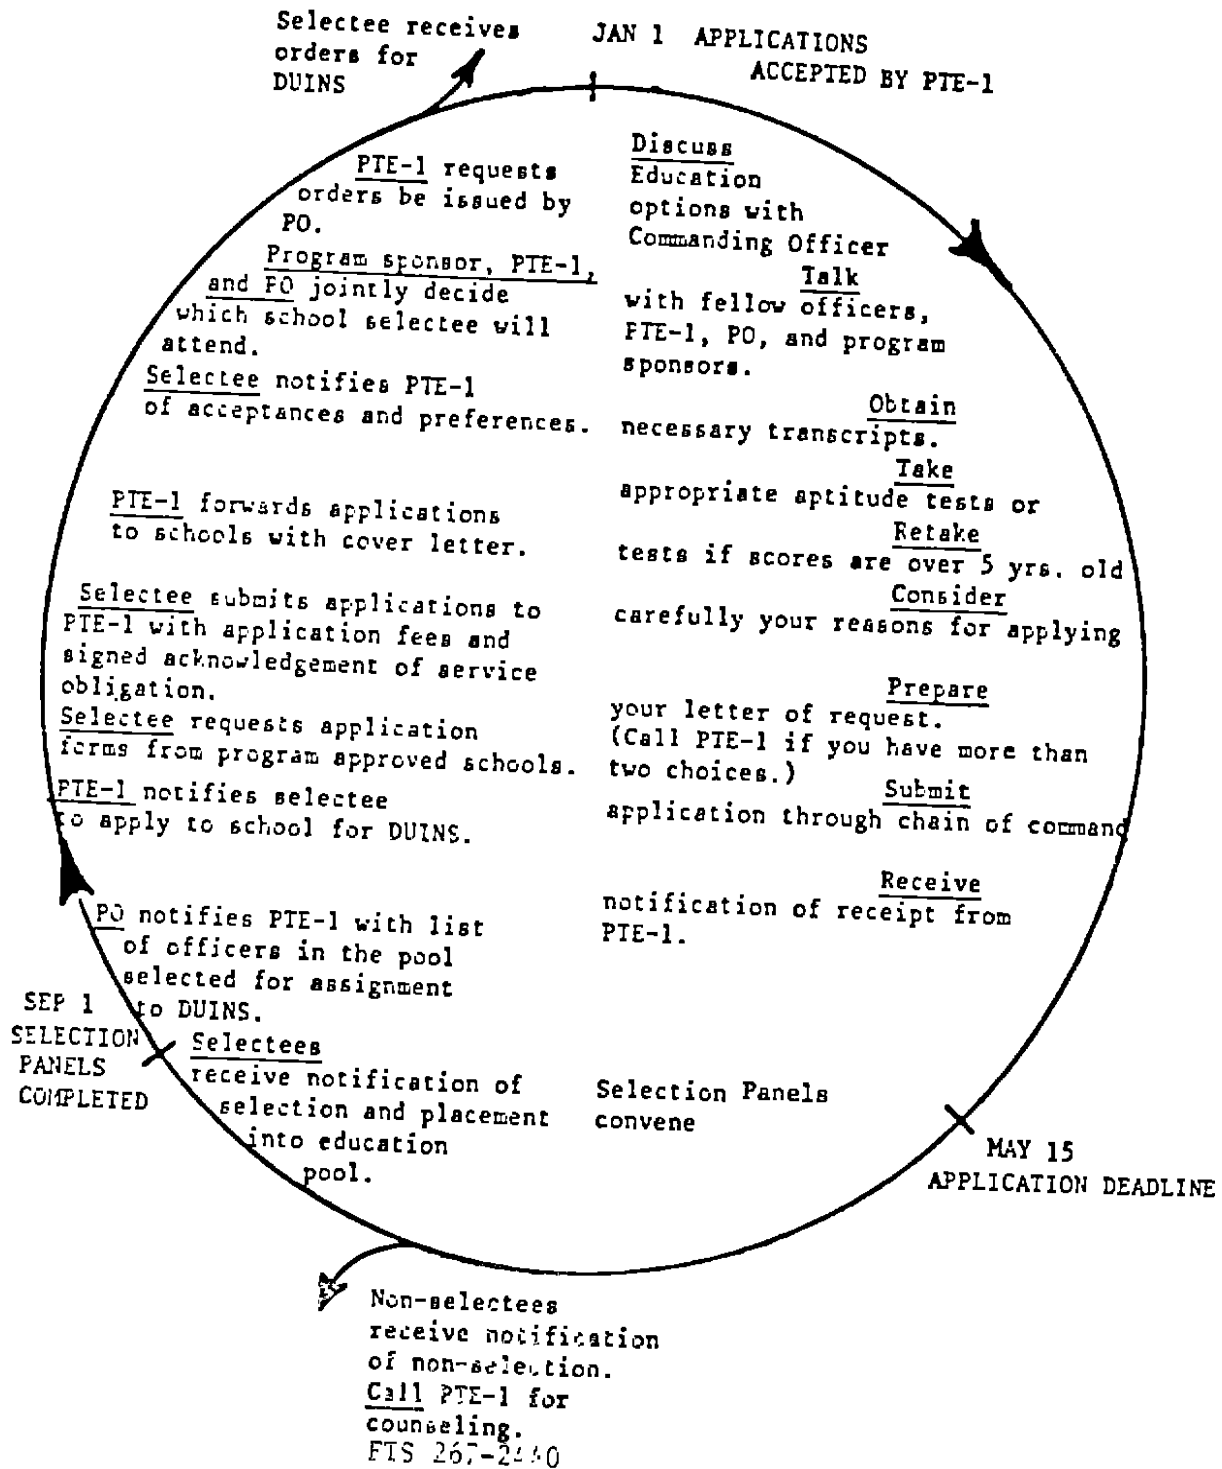 Selectee receives
orders for
DUINS
JAN 1 APPLICATIONS
ACCEPTED BY PTE-1
Discuss
Education
options with
Commanding Officer
Talk
with fellow officers,
PTE-1, PO, and program
sponsors.
Obtain
necessary transcripts.
Take
appropriate aptitude tests or
Retake
tests if scores are over 5 yrs. old
Consider
carefully your reasons for applying
Prepare
your letter of request.
(Call PTE-1 if you have more than
two choices.)
Submit
application through chain of command
Receive
notification of receipt from
PTE-1.
MAY 15
APPLICATION DEADLINE
Selection Panels
convene
Non-selectees
receive notification
of non-selection.
Call PTE-1 for
counseling.
FTS
Selectees
receive notification of
selection and placement
into education
pool.
SEP 1
SELECTION
PANELS
COMPLETED
PO notifies PTE-1 with list
of officers in the pool
selected for assignment
to DUINS.
PTE-1 notifies selectee
to apply to school for DUINS.
Selectee requests application
forms from program approved schools.
Selectee submits applications to
PTE-1 with application fees and
signed acknowledgement of service
obligation.
PTE-1 forwards applications
to schools with cover letter.
Selectee notifies PTE-1
of acceptances and preferences.
Program sponsor, PTE-1,
and PO jointly decide
which school selectee will
attend.
PTE-1 requests
orders be issued by
PO.